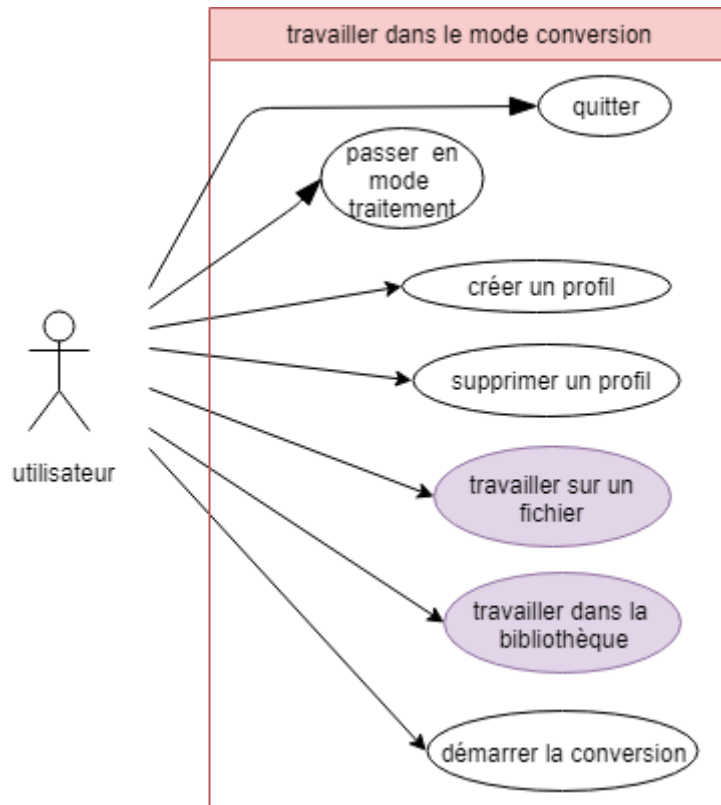 travailler dans le mode conversion
quitter
passer en
mode
traitement
créer un profil
supprimer un profil
utilisateur
travailler sur un
fichier
travailler dans la
bibliothèque
démarrer la conversion